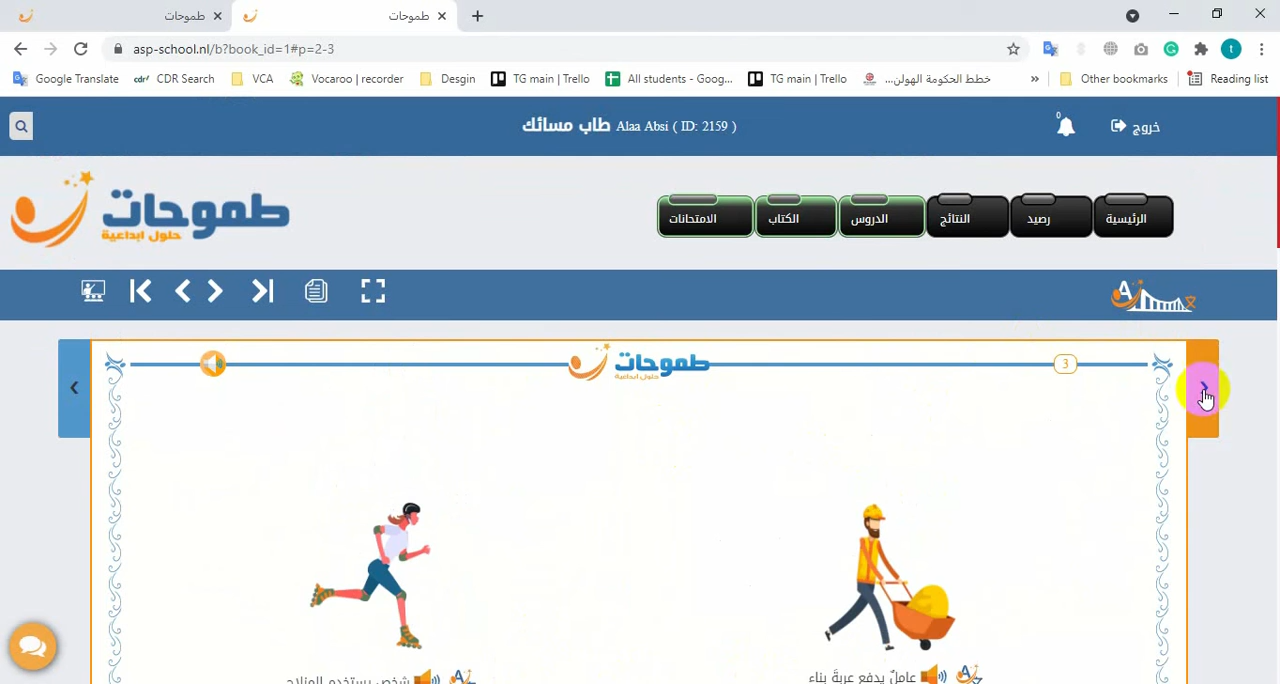 طموحات
طموحات
asp-school.nl/b?book_id=1#p=2-3
t
Google Translate
CDR Search
VCA
Vocaroo | recorder
Desgin
TG main | Trello
All students - Goog...
TG main | Trello
خطط الحكومة الهولن...
»
Other bookmarks
Reading list
طاب مسائك Alaa Absi ( ID: 2159 )
0
خروج
طموحات
حلول ابداعية
الرئيسية
رصيد
النتائج
الدروس
الكتاب
الامتحانات
3
طموحات
حلول ابداعية
عاملٌ يدفع عربةَ بناء
شخص يستخدم المزلاج